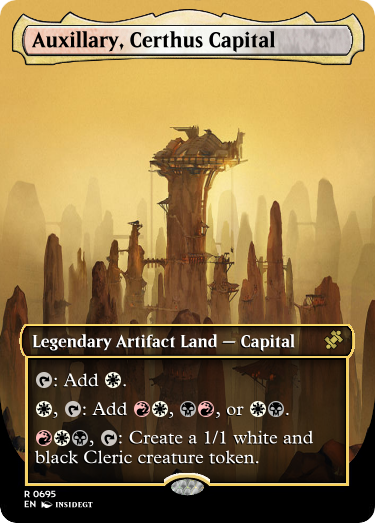 Auxillary, Certhus Capital
Legendary Artifact Land — Capital
: Add .
, : Add , , or .
, : Create a 1/1 white and
black Cleric creature token.
R 0695
EN INSIDEGT